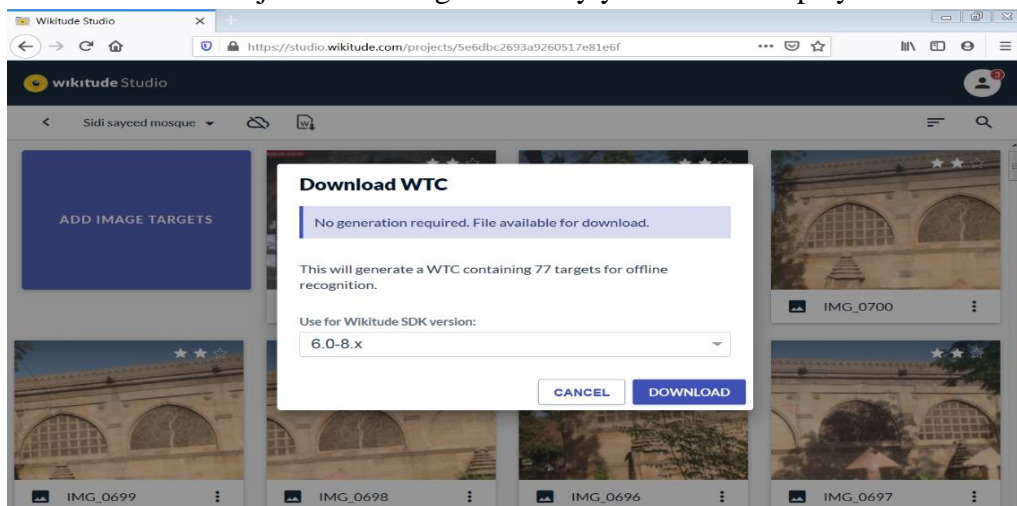 Wikitude Studio
https://studio.wikitude.com/projects/5e6dbc2693a9260517e81e6f
wikitude Studio
3
Sidi sayeed mosque
ADD IMAGE TARGETS
Download WTC
No generation required. File available for download.
This will generate a WTC containing 77 targets for offline
recognition.
Use for Wikitude SDK version:
6.0-8.x
CANCEL DOWNLOAD
IMG_0700
IMG_0699 IMG_0698 IMG_0696 IMG_0697